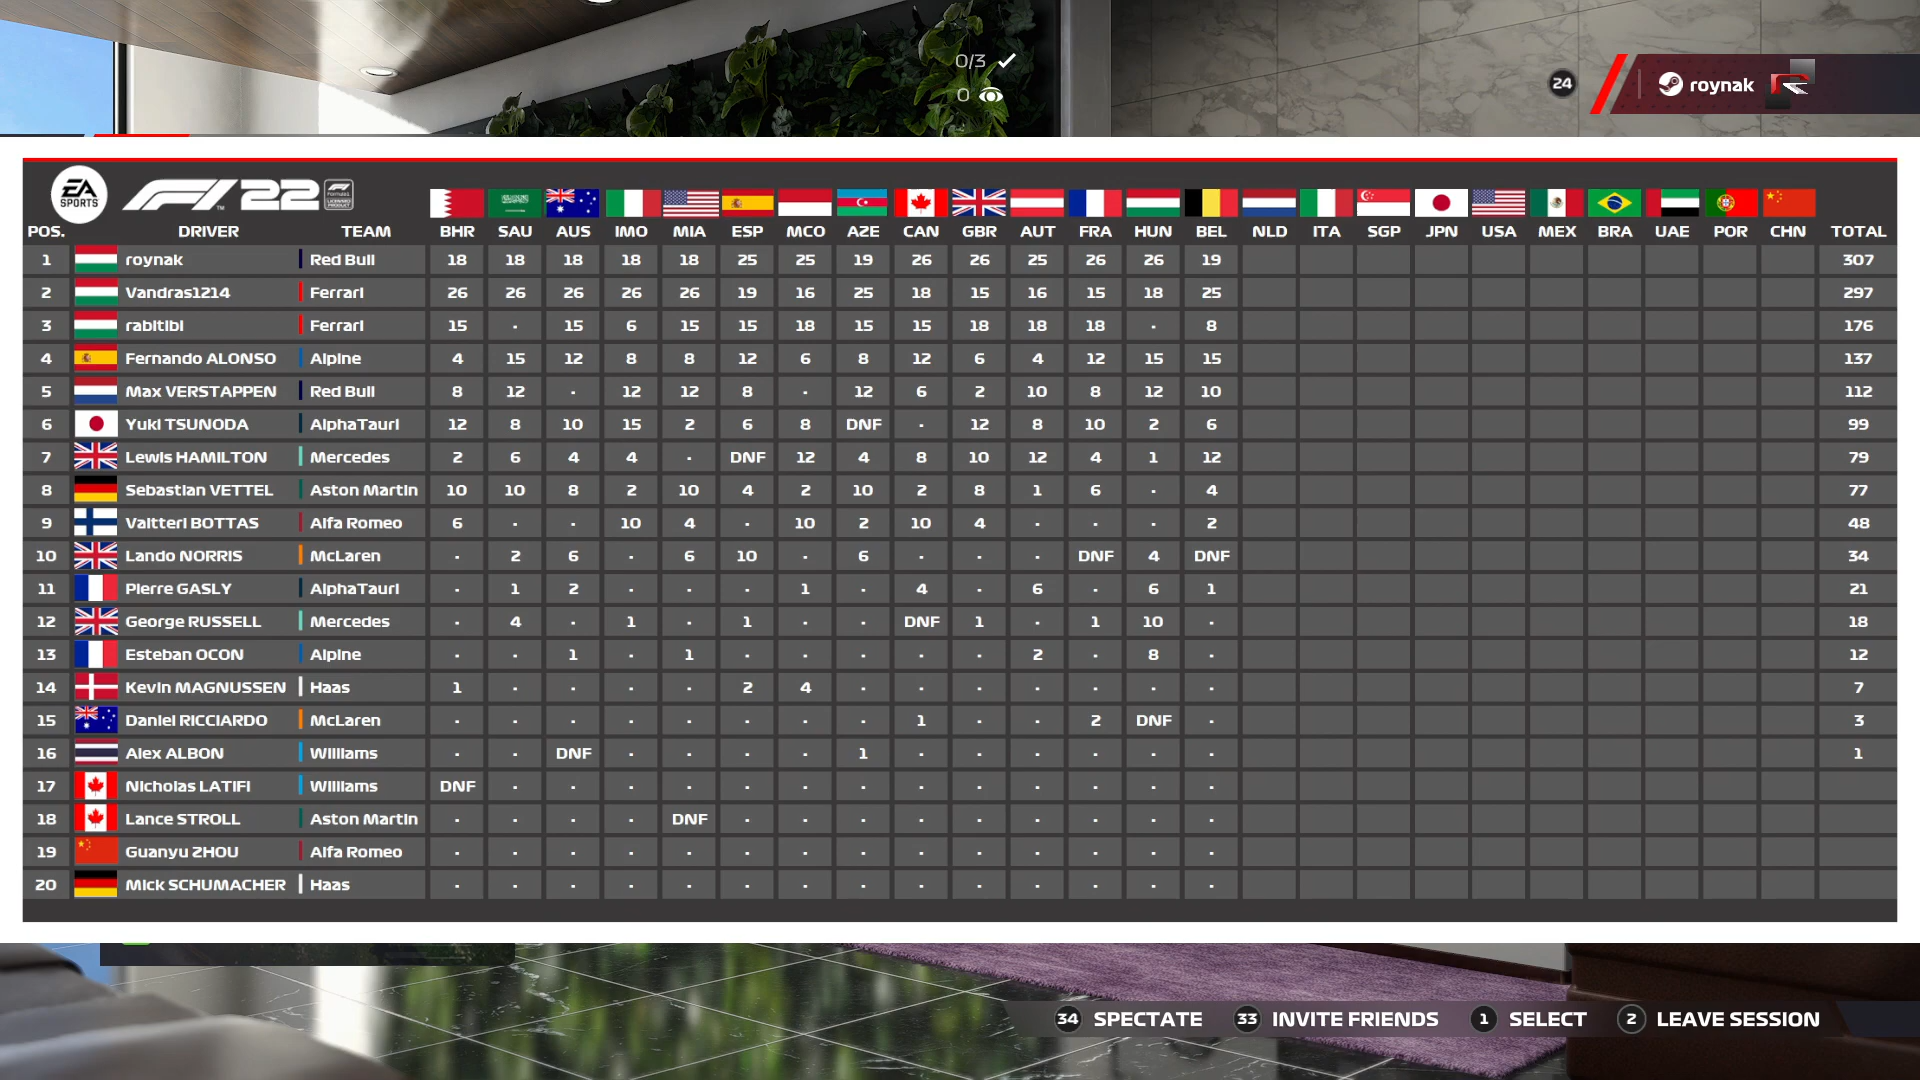 0/3
0
24 roynak
EA SPORTS F1 22
POS. DRIVER TEAM BHR SAU AUS IMO MIA ESP MCO AZE CAN GBR AUT FRA HUN BEL NLD ITA SGP JPN USA MEX BRA UAE POR CHN TOTAL
1 roynak Red Bull 18 18 18 18 18 25 25 19 26 26 25 26 26 19 307
2 Vandras1214 Ferrari 26 26 26 26 26 19 16 25 18 15 16 15 18 25 297
3 rabitibi Ferrari 15 - 15 6 15 15 18 15 15 18 18 18 - 8 176
4 Fernando ALONSO Alpine 4 15 12 8 8 12 6 8 12 6 4 12 15 15 137
5 Max VERSTAPPEN Red Bull 8 12 - 12 12 8 - 12 6 2 10 8 12 10 112
6 Yuki TSUNODA AlphaTauri 12 8 10 15 2 6 8 DNF - 12 8 10 2 6 99
7 Lewis HAMILTON Mercedes 2 6 4 4 - DNF 12 4 8 10 12 4 1 12 79
8 Sebastian VETTEL Aston Martin 10 10 8 2 10 4 2 10 2 8 1 6 - 4 77
9 Valtteri BOTTAS Alfa Romeo 6 - - 10 4 - 10 2 10 4 - - - 2 48
10 Lando NORRIS McLaren - 2 6 - 6 10 - 6 - - - DNF 4 DNF 34
11 Pierre GASLY AlphaTauri - 1 2 - - - 1 - 4 - 6 - 6 1 21
12 George RUSSELL Mercedes - 4 - 1 - 1 - - DNF 1 - 1 10 - 18
13 Esteban OCON Alpine - - 1 - 1 - - - - - 2 - 8 - 12
14 Kevin MAGNUSSEN Haas 1 - - - - 2 4 - - - - - - - 7
15 Daniel RICCIARDO McLaren - - - - - - - - 1 - - 2 DNF - 3
16 Alex ALBON Williams - - DNF - - - - 1 - - - - - - 1
17 Nicholas LATIFI Williams DNF - - - - - - - - - - - - -
18 Lance STROLL Aston Martin - - - - DNF - - - - - - - - -
19 Guanyu ZHOU Alfa Romeo - - - - - - - - - - - - - -
20 Mick SCHUMACHER Haas - - - - - - - - - - - - - -
34 SPECTATE 33 INVITE FRIENDS 1 SELECT 2 LEAVE SESSION